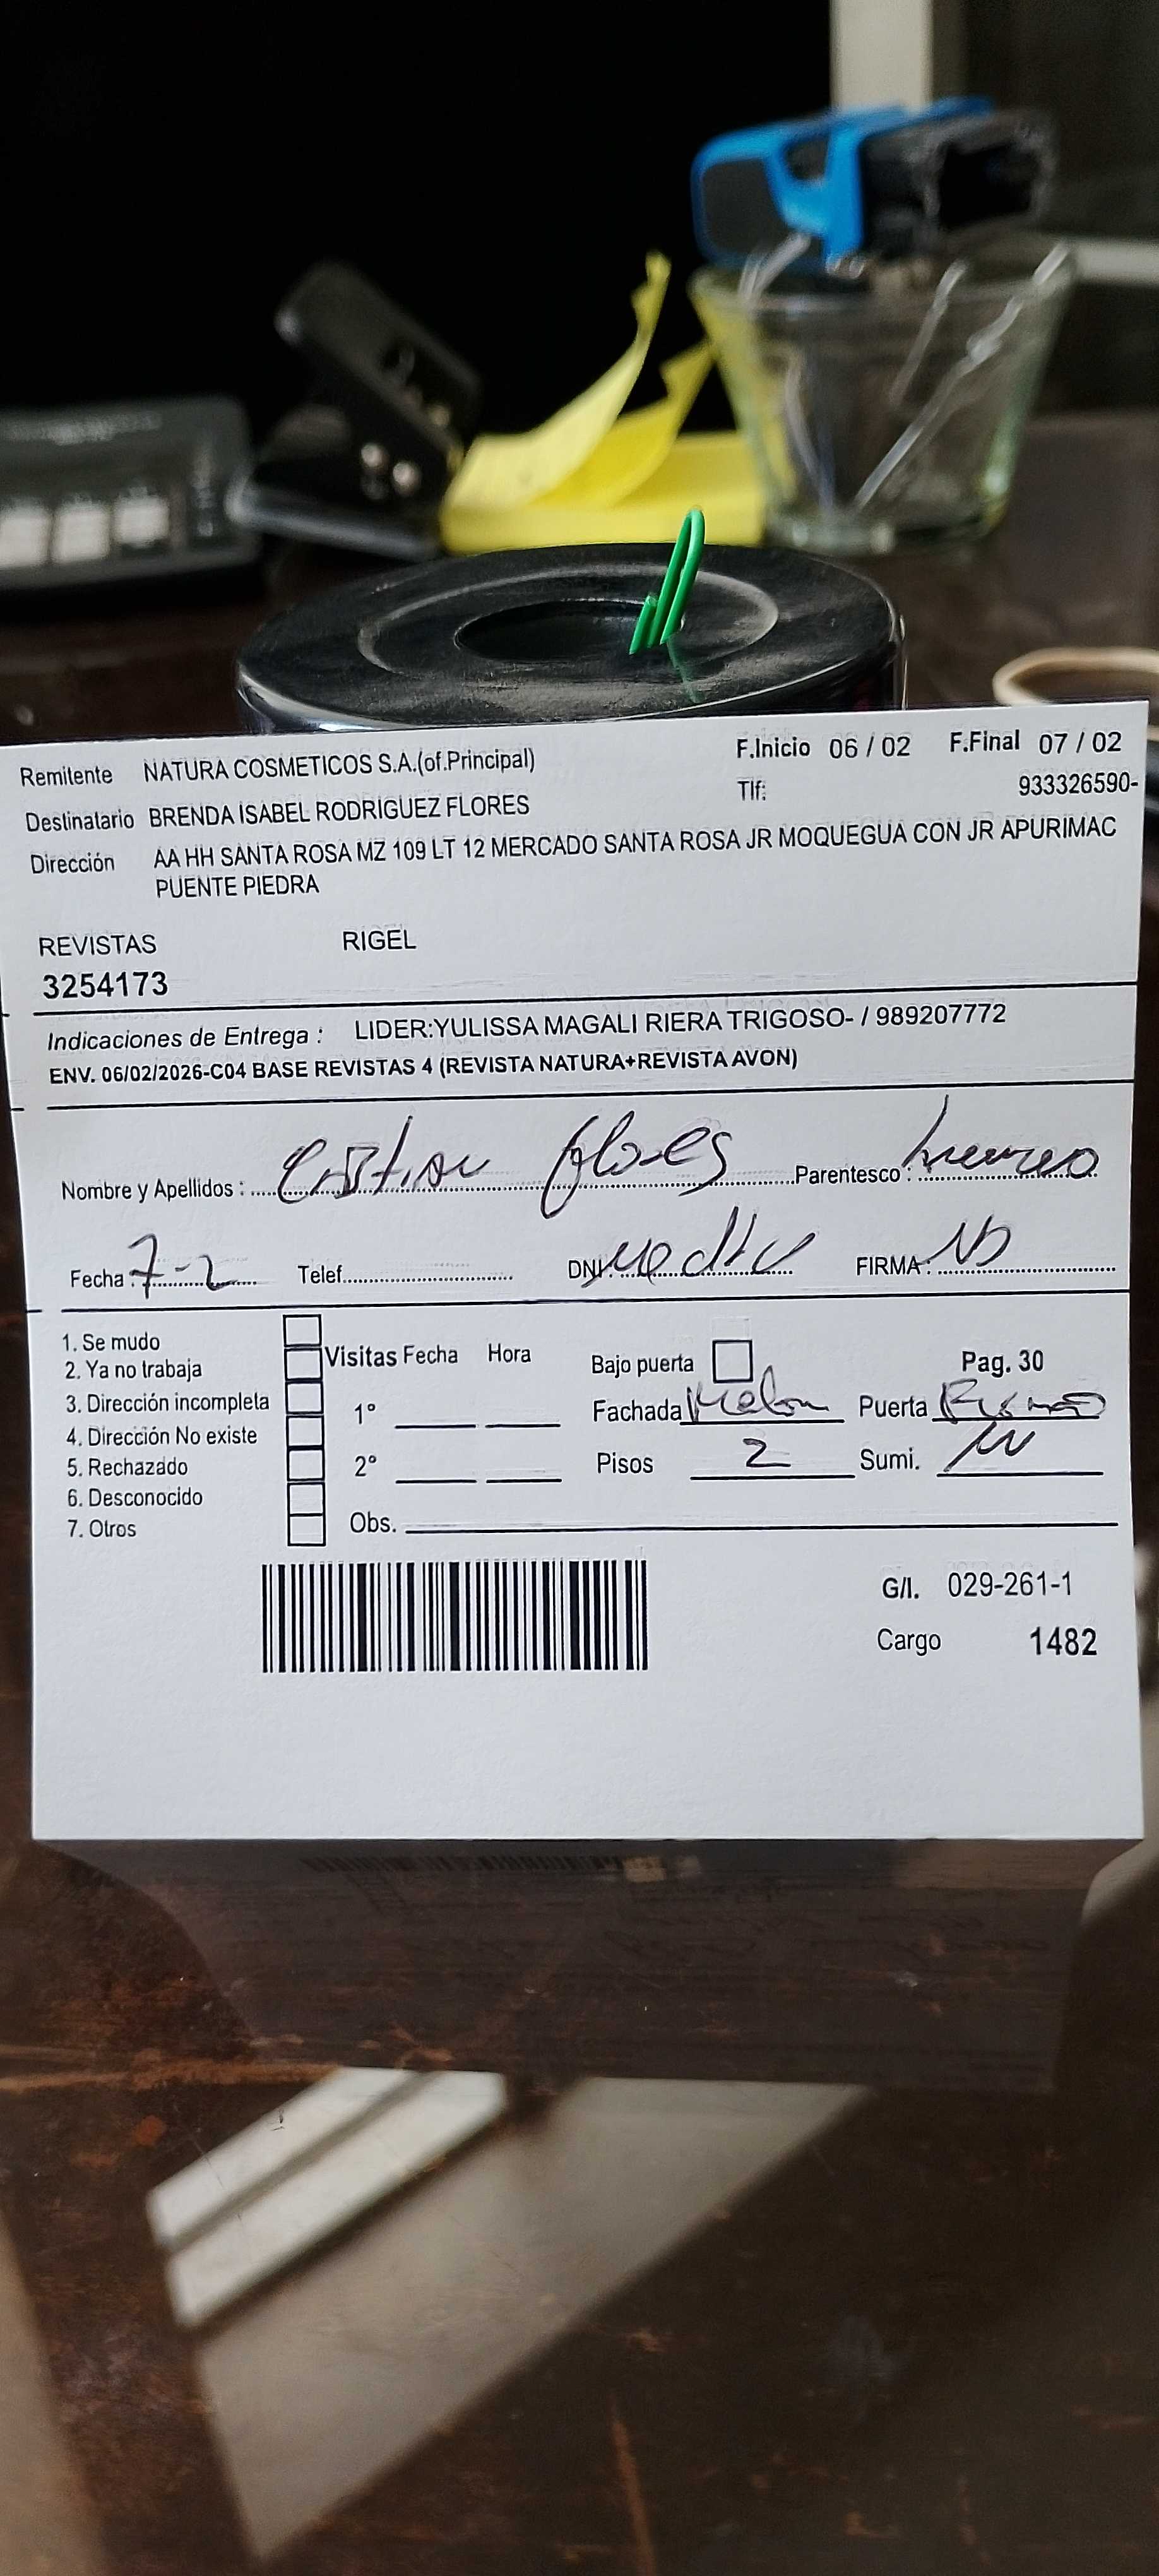 Remitente NATURA COSMETICOS S.A.(of.Principal) F.Inicio 06 / 02 F.Final 07 / 02
Tlf: 933326590-
Destinatario BRENDA ISABEL RODRIGUEZ FLORES
Dirección AA HH SANTA ROSA MZ 109 LT 12 MERCADO SANTA ROSA JR MOQUEGUA CON JR APURIMAC
PUENTE PIEDRA
REVISTAS RIGEL
3254173
Indicaciones de Entrega : LIDER:YULISSA MAGALI RIERA TRIGOSO- / 989207772
ENV. 06/02/2026-C04 BASE REVISTAS 4 (REVISTA NATURA+REVISTA AVON)
Nombre y Apellidos : Flores Parentesco :
Fecha : 7-2 Telef. DNI: FIRMA :
1. Se mudo
2. Ya no trabaja
3. Dirección incompleta
4. Dirección No existe
5. Rechazado
6. Desconocido
7. Otros
Visitas Fecha Hora
1°
2°
Obs.
Bajo puerta Pag. 30
Fachada Melon Puerta
Pisos 2 Sumi.
G/I. 029-261-1
Cargo 1482